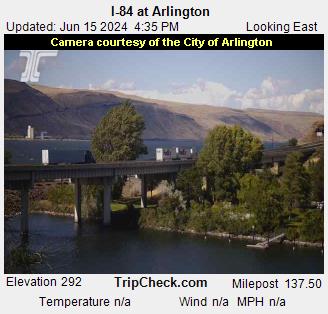 I-84 at Arlington
Updated: Jun 15 2024 4:35 PM Looking East
Camera courtesy of the City of Arlington
Elevation 292 TripCheck.com Milepost 137.50
Temperature n/a Wind n/a MPH n/a